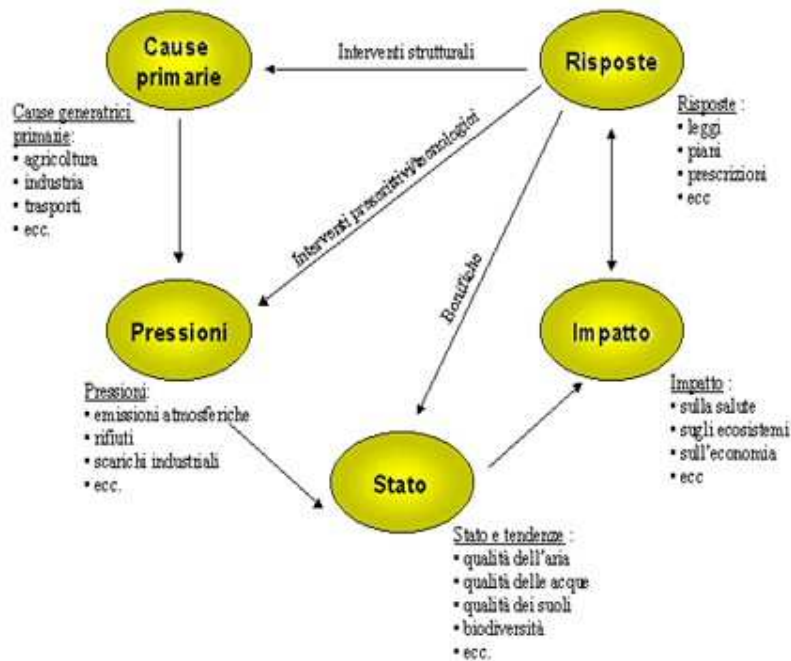 Cause
primarie
Interventi strutturali
Risposte
Cause generatrici
primarie:
• agricoltura
• industria
• trasporti
• ecc.
Risposte :
• leggi
• piani
• prescrizioni
• ecc
Interventi prescrittivi/tecnologici
Bonifiche
Pressioni
Impatto
Pressioni:
• emissioni atmosferiche
• rifiuti
• scarichi industriali
• ecc.
Impatto :
• sulla salute
• sugli ecosistemi
• sull'economia
• ecc
Stato
Stato e tendenze :
• qualità dell'aria
• qualità delle acque
• qualità dei suoli
• biodiversità
• ecc.